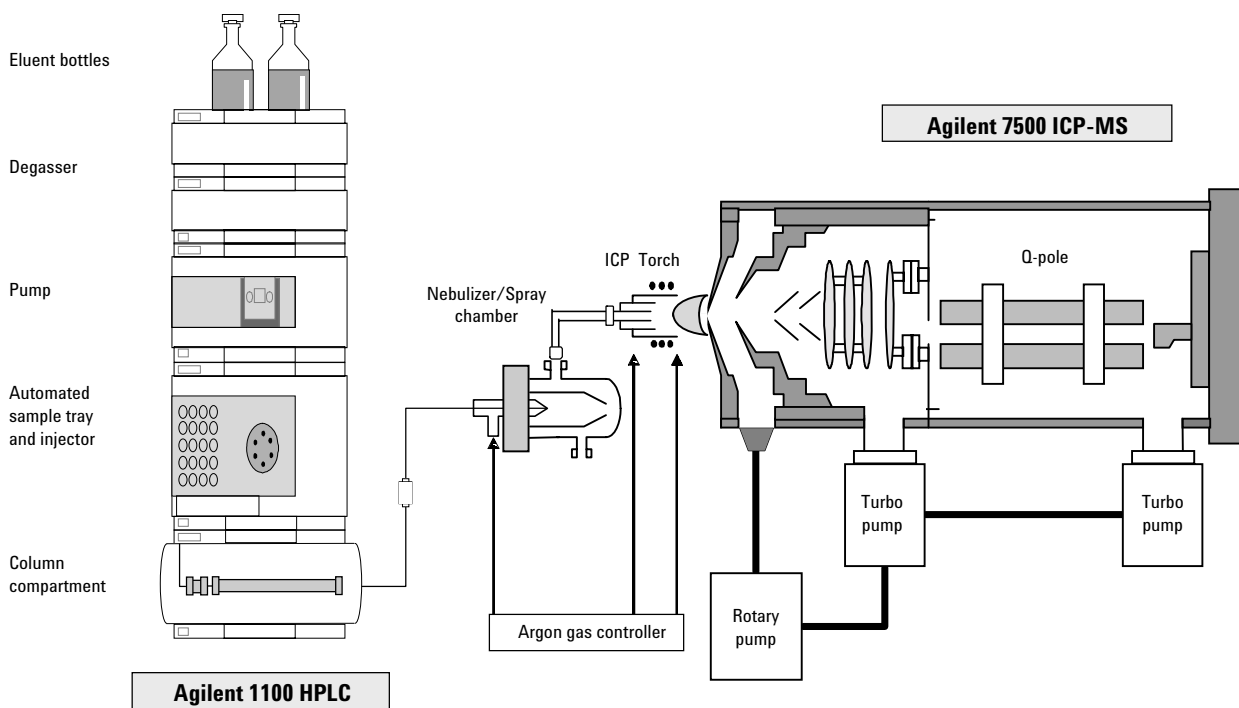 Eluent bottles
Degasser
Pump
Automated
sample tray
and injector
Column
compartment
Agilent 1100 HPLC
Nebulizer/Spray
chamber
ICP Torch
Argon gas controller
Agilent 7500 ICP-MS
Q-pole
Turbo
pump
Turbo
pump
Rotary
pump